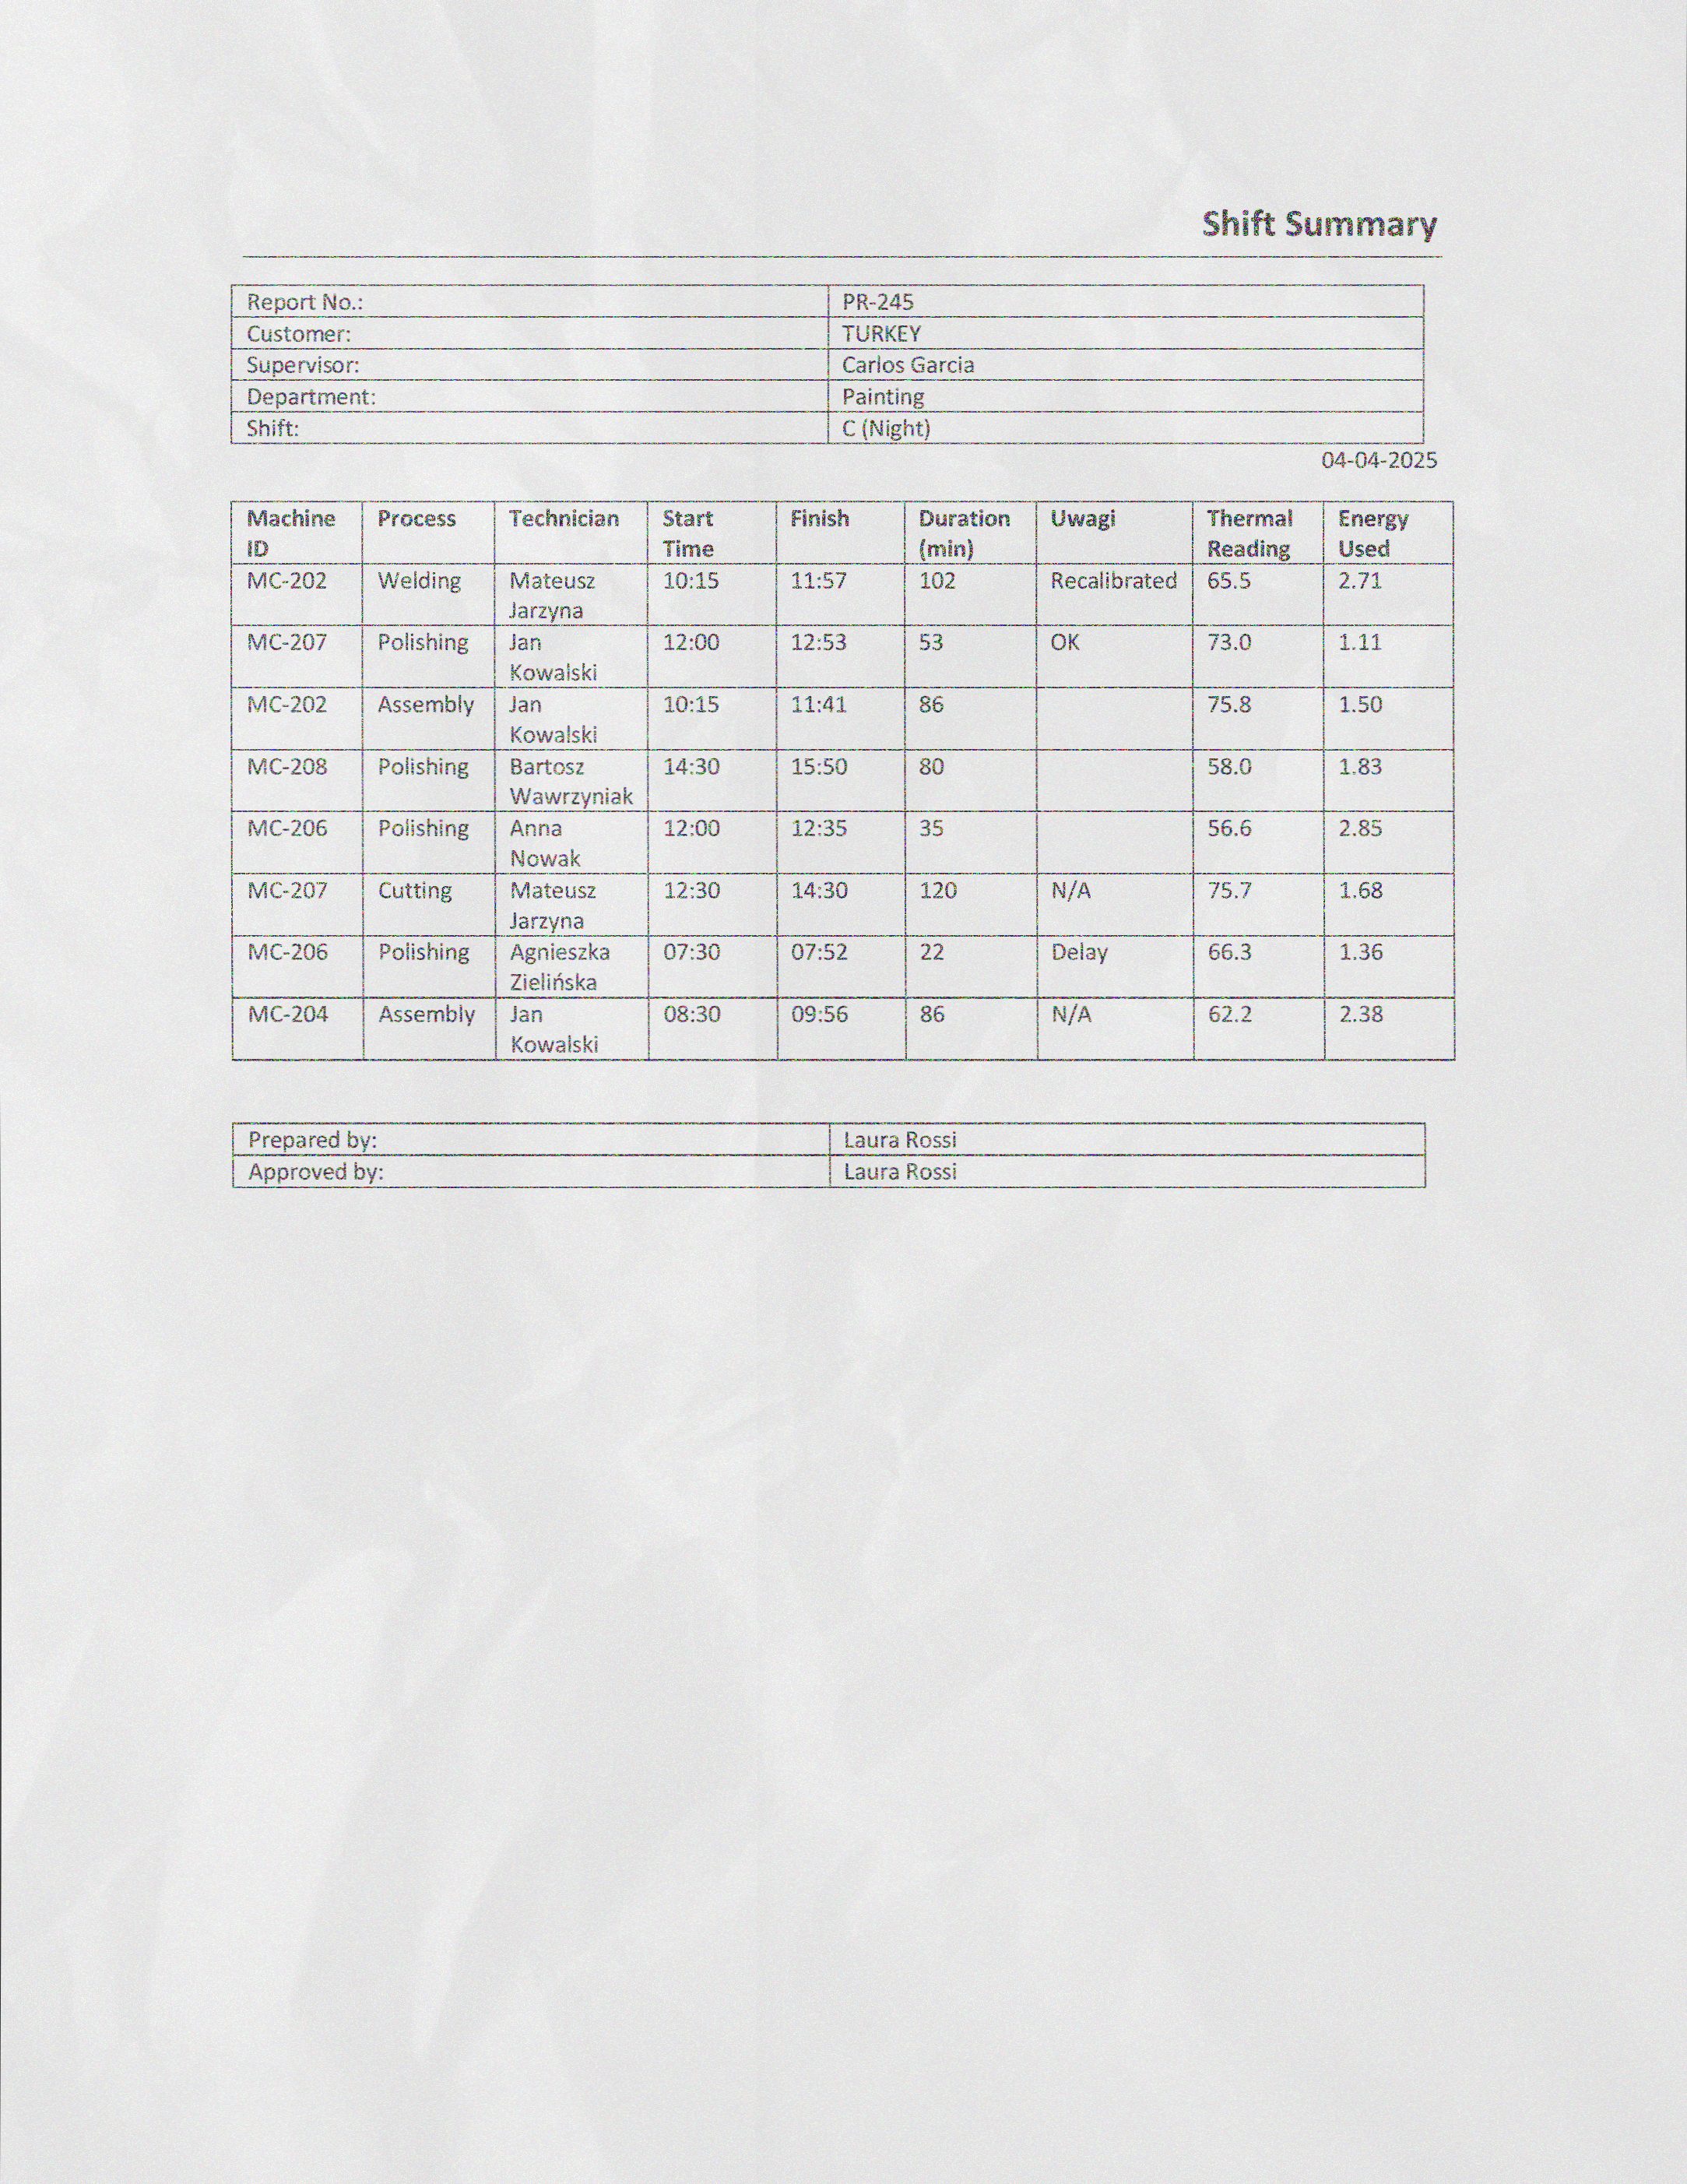 Shift Summary
Report No.: PR-245
Customer: TURKEY
Supervisor: Carlos Garcia
Department: Painting
Shift: C (Night)
04-04-2025
Machine ID Process Technician Start Time Finish Duration (min) Uwagi Thermal Reading Energy Used
MC-202 Welding Mateusz Jarzyna 10:15 11:57 102 Recalibrated 65.5 2.71
MC-207 Polishing Jan Kowalski 12:00 12:53 53 OK 73.0 1.11
MC-202 Assembly Jan Kowalski 10:15 11:41 86 75.8 1.50
MC-208 Polishing Bartosz Wawrzyniak 14:30 15:50 80 58.0 1.83
MC-206 Polishing Anna Nowak 12:00 12:35 35 56.6 2.85
MC-207 Cutting Mateusz Jarzyna 12:30 14:30 120 N/A 75.7 1.68
MC-206 Polishing Agnieszka Zielińska 07:30 07:52 22 Delay 66.3 1.36
MC-204 Assembly Jan Kowalski 08:30 09:56 86 N/A 62.2 2.38
Prepared by: Laura Rossi
Approved by: Laura Rossi